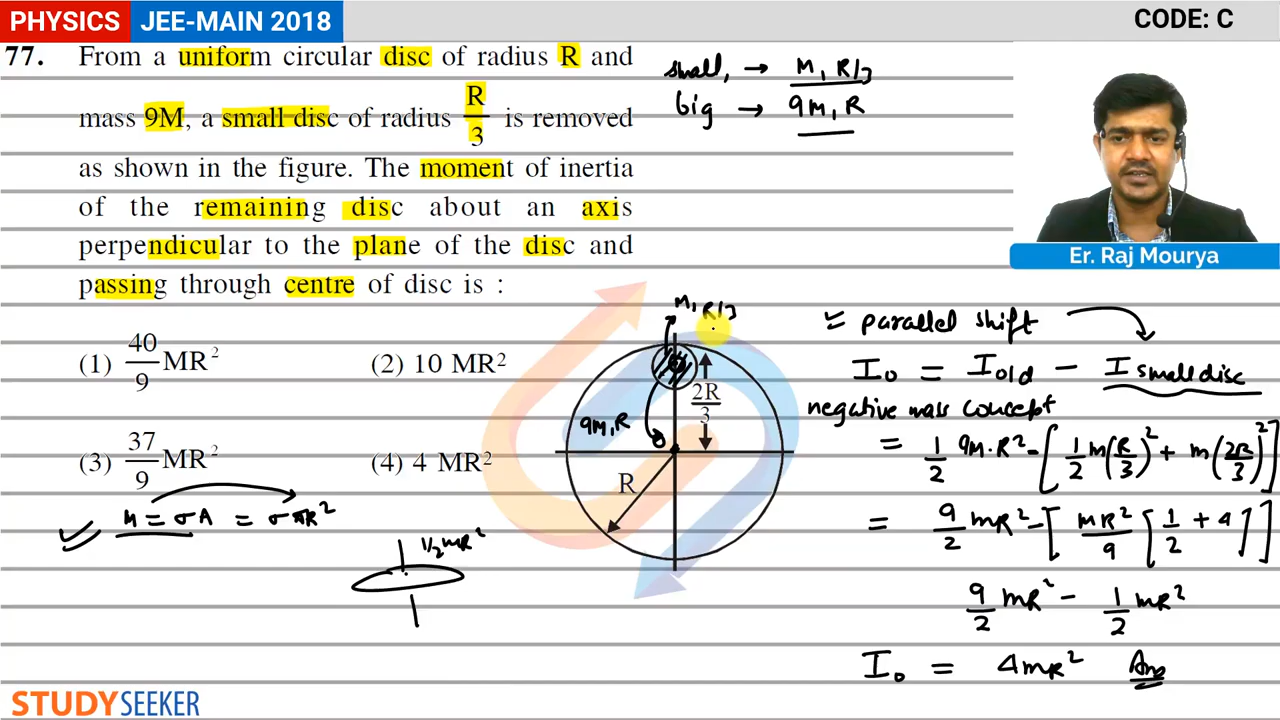 PHYSICS JEE-MAIN 2018
CODE: C
77. From a uniform circular disc of radius R and
mass 9M, a small disc of radius R/3 is removed
as shown in the figure. The moment of inertia
of the remaining disc about an axis
perpendicular to the plane of the disc and
passing through centre of disc is :
(1) 40/9 MR²
(2) 10 MR²
(3) 37/9 MR²
(4) 4 MR²
M = σA = σπR²
½MR²
small, → M, R/3
big → 9M, R
Er. Raj Mourya
M, R/3
2R/3
9M, R
R
= parallel shift
I₀ = I old - I small disc
negative mass concept
= 1/2 9M·R² - [1/2 m(R/3)² + m(2R/3)²]
= 9/2 MR² - [MR²/9 [1/2 + 4]]
9/2 MR² - 1/2 MR²
I₀ = 4MR² Ans
STUDYSEEKER